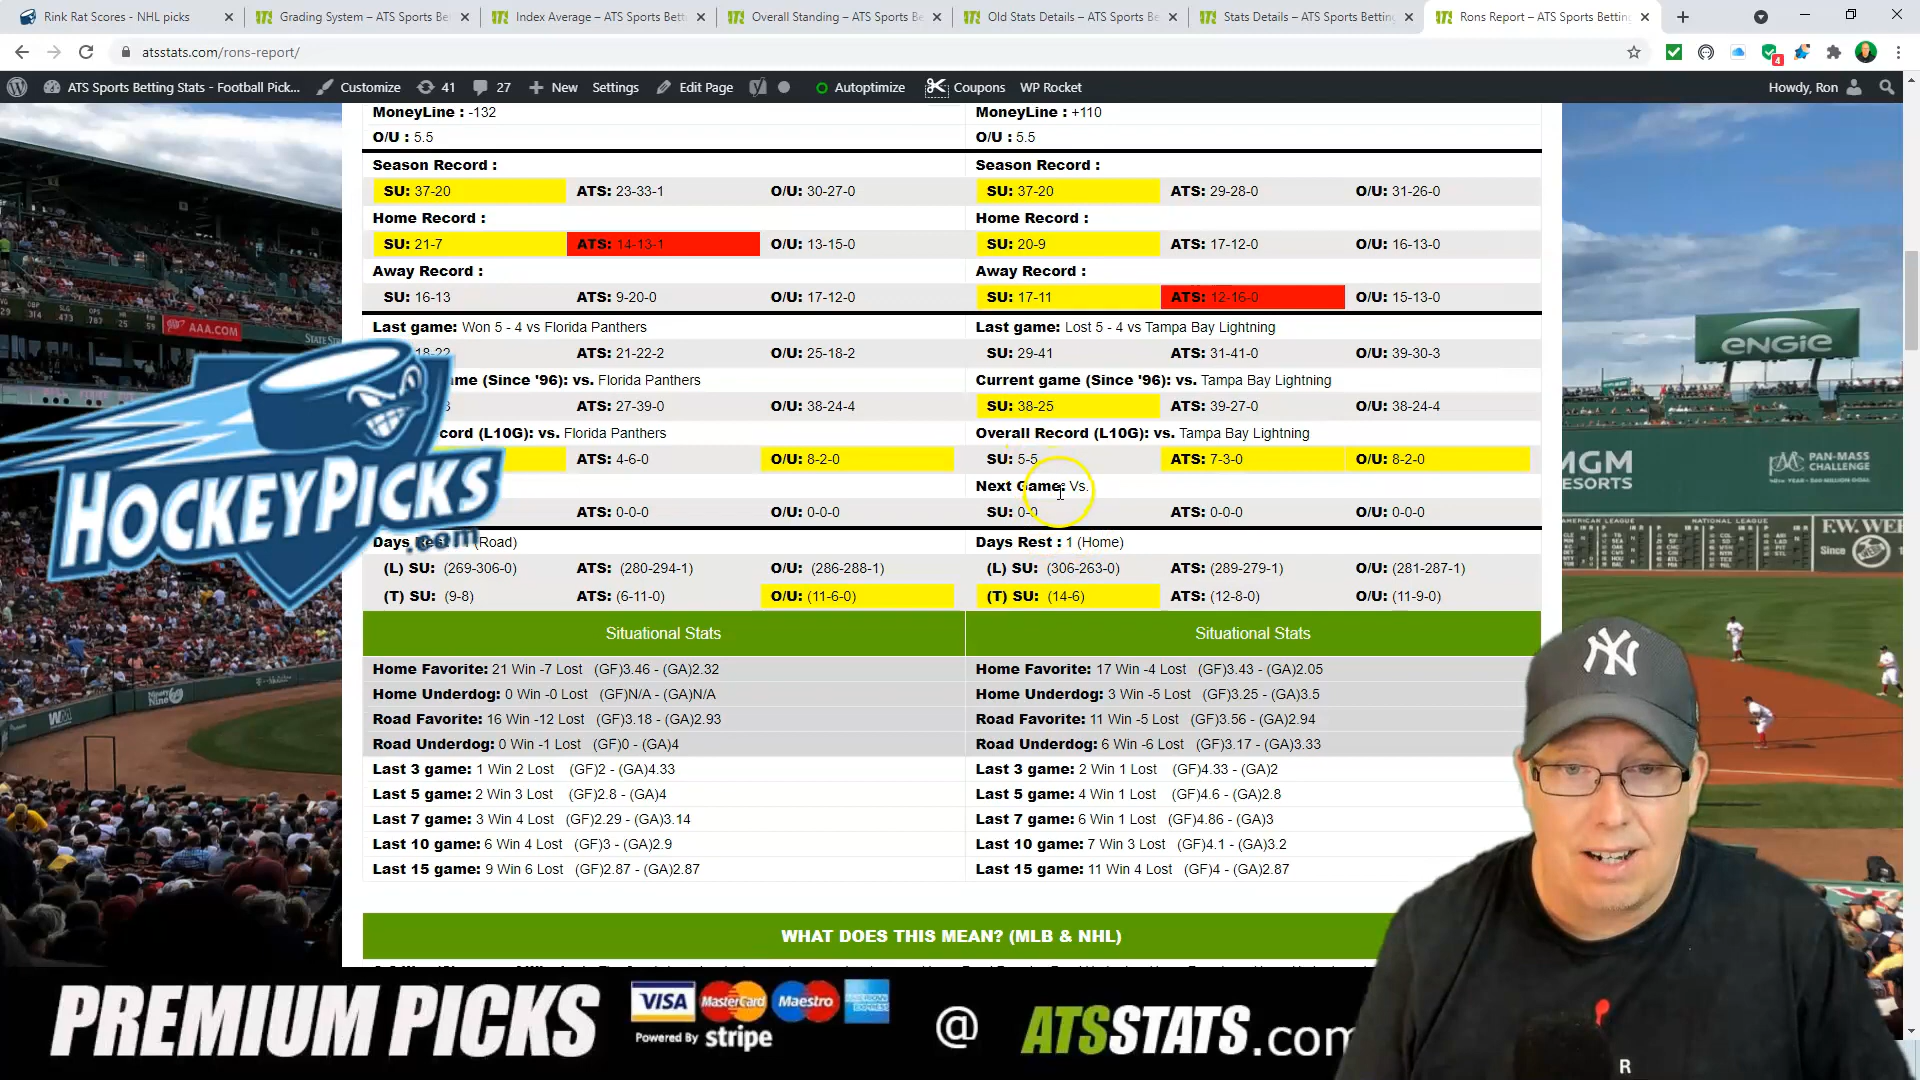 Rink Rat Scores - NHL picks
Grading System – ATS Sports Be
Index Average – ATS Sports Bett
Overall Standing – ATS Sports Be
Old Stats Details – ATS Sports Be
Stats Details – ATS Sports Betting
Rons Report – ATS Sports Betting
atsstats.com/rons-report/
4
ATS Sports Betting Stats - Football Pick...
Customize
41
27
New
Settings
Edit Page
Autoptimize
Coupons
WP Rocket
Howdy, Ron
MoneyLine : -132
MoneyLine : +110
O/U : 5.5
O/U : 5.5
Season Record :
Season Record :
SU: 37-20 ATS: 23-33-1 O/U: 30-27-0
SU: 37-20 ATS: 29-28-0 O/U: 31-26-0
Home Record :
Home Record :
SU: 21-7 ATS: 14-13-1 O/U: 13-15-0
SU: 20-9 ATS: 17-12-0 O/U: 16-13-0
Away Record :
Away Record :
SU: 16-13 ATS: 9-20-0 O/U: 17-12-0
SU: 17-11 ATS: 12-16-0 O/U: 15-13-0
Last game: Won 5 - 4 vs Florida Panthers
Last game: Lost 5 - 4 vs Tampa Bay Lightning
18-22 ATS: 21-22-2 O/U: 25-18-2
SU: 29-41 ATS: 31-41-0 O/U: 39-30-3
ame (Since '96): vs. Florida Panthers
Current game (Since '96): vs. Tampa Bay Lightning
ATS: 27-39-0 O/U: 38-24-4
SU: 38-25 ATS: 39-27-0 O/U: 38-24-4
cord (L10G): vs. Florida Panthers
Overall Record (L10G): vs. Tampa Bay Lightning
ATS: 4-6-0 O/U: 8-2-0
SU: 5-5 ATS: 7-3-0 O/U: 8-2-0
Next Game: Vs.
ATS: 0-0-0 O/U: 0-0-0
SU: 0-0 ATS: 0-0-0 O/U: 0-0-0
Days (Road)
Days Rest : 1 (Home)
(L) SU: (269-306-0) ATS: (280-294-1) O/U: (286-288-1)
(L) SU: (306-263-0) ATS: (289-279-1) O/U: (281-287-1)
(T) SU: (9-8) ATS: (6-11-0) O/U: (11-6-0)
(T) SU: (14-6) ATS: (12-8-0) O/U: (11-9-0)
Situational Stats
Situational Stats
Home Favorite: 21 Win -7 Lost (GF)3.46 - (GA)2.32
Home Favorite: 17 Win -4 Lost (GF)3.43 - (GA)2.05
Home Underdog: 0 Win -0 Lost (GF)N/A - (GA)N/A
Home Underdog: 3 Win -5 Lost (GF)3.25 - (GA)3.5
Road Favorite: 16 Win -12 Lost (GF)3.18 - (GA)2.93
Road Favorite: 11 Win -5 Lost (GF)3.56 - (GA)2.94
Road Underdog: 0 Win -1 Lost (GF)0 - (GA)4
Road Underdog: 6 Win -6 Lost (GF)3.17 - (GA)3.33
Last 3 game: 1 Win 2 Lost (GF)2 - (GA)4.33
Last 3 game: 2 Win 1 Lost (GF)4.33 - (GA)2
Last 5 game: 2 Win 3 Lost (GF)2.8 - (GA)4
Last 5 game: 4 Win 1 Lost (GF)4.6 - (GA)2.8
Last 7 game: 3 Win 4 Lost (GF)2.29 - (GA)3.14
Last 7 game: 6 Win 1 Lost (GF)4.86 - (GA)3
Last 10 game: 6 Win 4 Lost (GF)3 - (GA)2.9
Last 10 game: 7 Win 3 Lost (GF)4.1 - (GA)3.2
Last 15 game: 9 Win 6 Lost (GF)2.87 - (GA)2.87
Last 15 game: 11 Win 4 Lost (GF)4 - (GA)2.87
WHAT DOES THIS MEAN? (MLB & NHL)
HOCKEYPICKS
.com
AAA.com
ENGIE
MGM
RESORTS
PAN-MASS
CHALLENGE
AMERICAN LEAGUE
NATIONAL LEAGUE
F.W. WE
Since
NY
PREMIUM PICKS
VISA
MasterCard
Maestro
AMERICAN EXPRESS
Powered By stripe
@
ATSSTATS.com
R